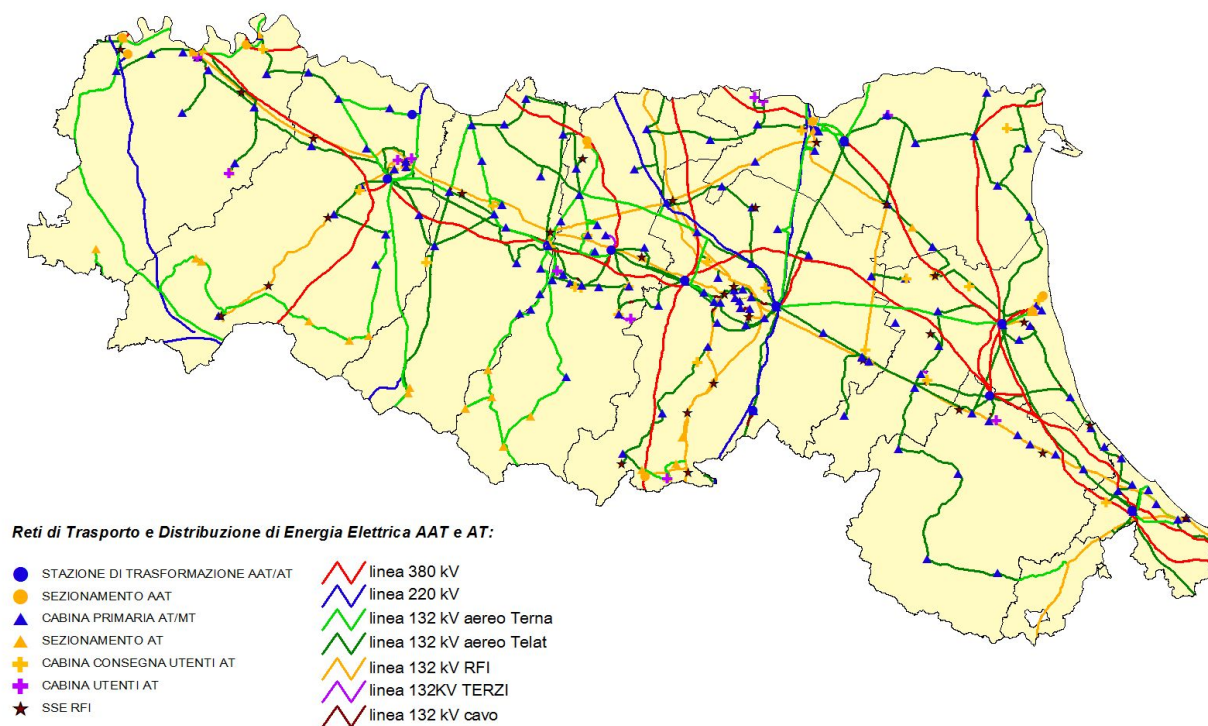 Reti di Trasporto e Distribuzione di Energia Elettrica AAT e AT:
STAZIONE DI TRASFORMAZIONE AAT/AT
SEZIONAMENTO AAT
CABINA PRIMARIA AT/MT
SEZIONAMENTO AT
CABINA CONSEGNA UTENTI AT
CABINA UTENTI AT
SSE RFI
linea 380 kV
linea 220 kV
linea 132 kV aereo Terna
linea 132 kV aereo Telat
linea 132 kV RFI
linea 132KV TERZI
linea 132 kV cavo